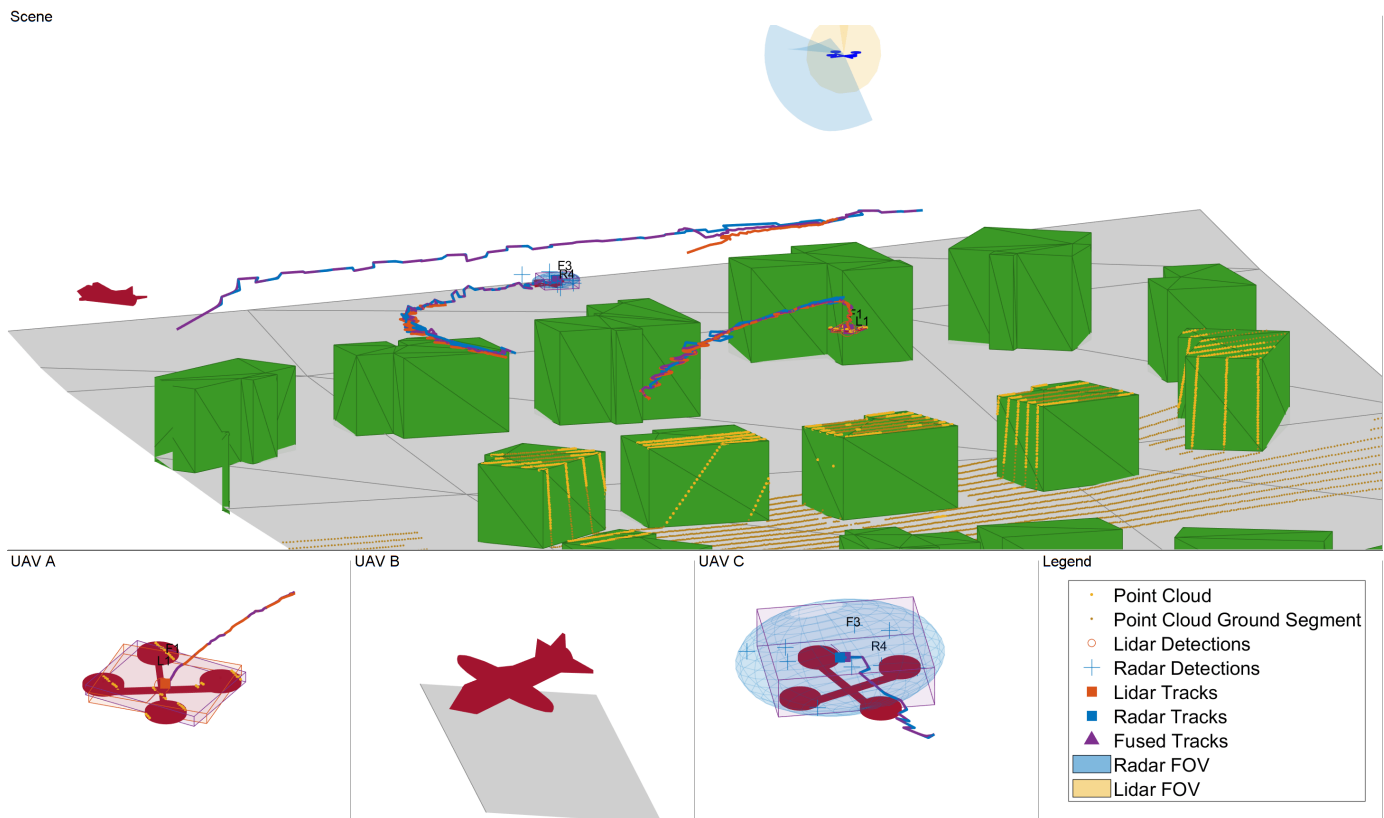 Scene
F3
R4
F1
L1
UAV A
UAV B
UAV C
Legend
F1
L1
F3
R4
Point Cloud
Point Cloud Ground Segment
Lidar Detections
Radar Detections
Lidar Tracks
Radar Tracks
Fused Tracks
Radar FOV
Lidar FOV